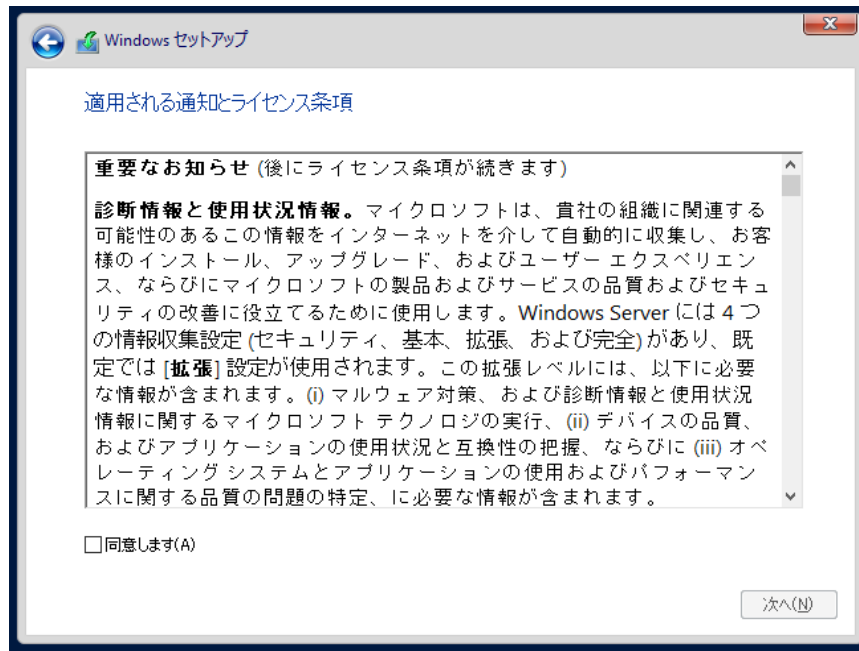 Windows セットアップ
適用される通知とライセンス条項
重要なお知らせ (後にライセンス条項が続きます)
診断情報と使用状況情報。マイクロソフトは、貴社の組織に関連する
可能性のあるこの情報をインターネットを介して自動的に収集し、お客
様のインストール、アップグレード、およびユーザー エクスペリエン
ス、ならびにマイクロソフトの製品およびサービスの品質およびセキュ
リティの改善に役立てるために使用します。Windows Server には 4 つ
の情報収集設定 (セキュリティ、基本、拡張、および完全) があり、既
定では [拡張] 設定が使用されます。この拡張レベルには、以下に必要
な情報が含まれます。(i) マルウェア対策、および診断情報と使用状況
情報に関するマイクロソフト テクノロジの実行、(ii) デバイスの品質、
およびアプリケーションの使用状況と互換性の把握、ならびに (iii) オペ
レーティング システムとアプリケーションの使用およびパフォーマン
スに関する品質の問題の特定、に必要な情報が含まれます。
同意します(A)
次へ(N)